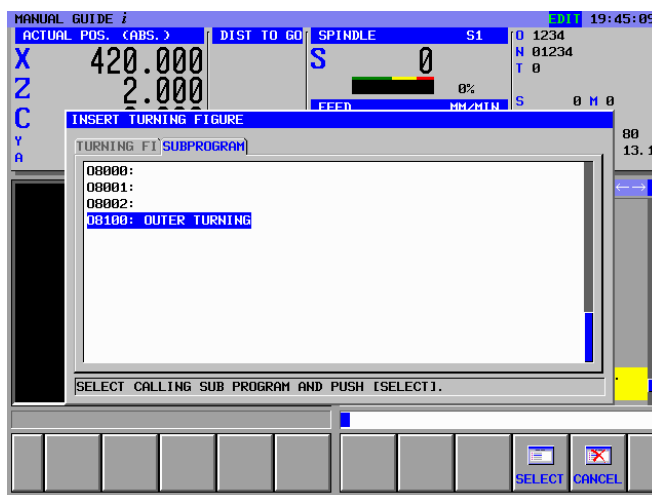 MANUAL GUIDE i EDIT 19:45:09
ACTUAL POS. (ABS.) DIST TO GO SPINDLE S1 O 1234
X 420.000 S 0 N 01234
T 0
Z 2.000 0% S 0 M 0
FEED MM/MIN
C
INSERT TURNING FIGURE
Y 80
A 13.1
TURNING FI SUBPROGRAM
O8000:
O8001:
O8002:
O8100: OUTER TURNING
SELECT CALLING SUB PROGRAM AND PUSH [SELECT].
SELECT CANCEL